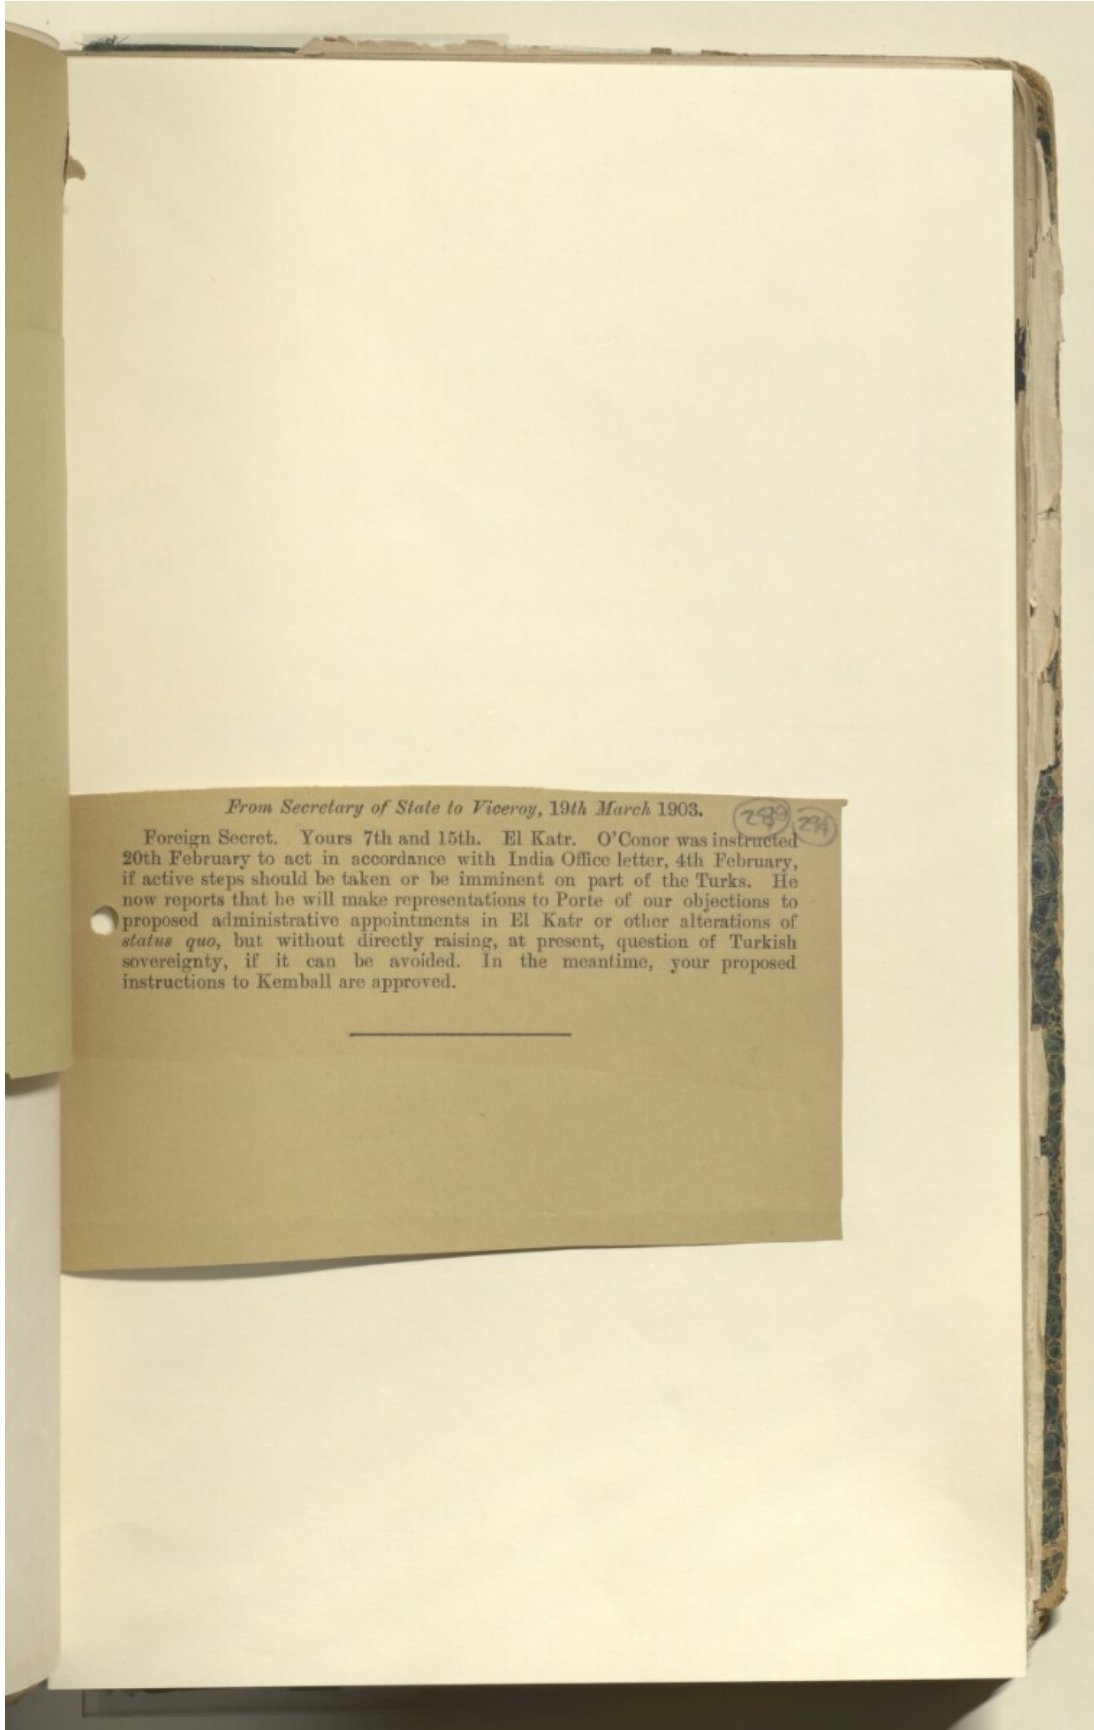 From Secretary of State to Viceroy, 19th March 1903.
289 294
Foreign Secret. Yours 7th and 15th. El Katr. O'Conor was instructed
20th February to act in accordance with India Office letter, 4th February,
if active steps should be taken or be imminent on part of the Turks. He
now reports that he will make representations to Porte of our objections to
proposed administrative appointments in El Katr or other alterations of
status quo, but without directly raising, at present, question of Turkish
sovereignty, if it can be avoided. In the meantime, your proposed
instructions to Kemball are approved.